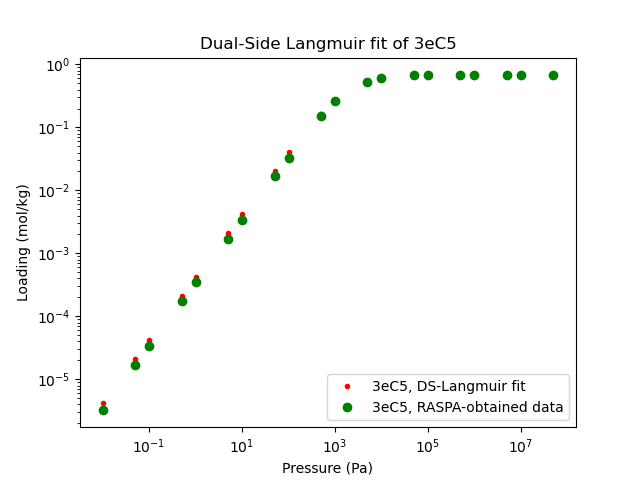 Dual-Side Langmuir fit of 3eC5
10^0
10^-1
10^-2
10^-3
10^-4
10^-5
Loading (mol/kg)
3eC5, DS-Langmuir fit
3eC5, RASPA-obtained data
10^-1 10^1 10^3 10^5 10^7
Pressure (Pa)